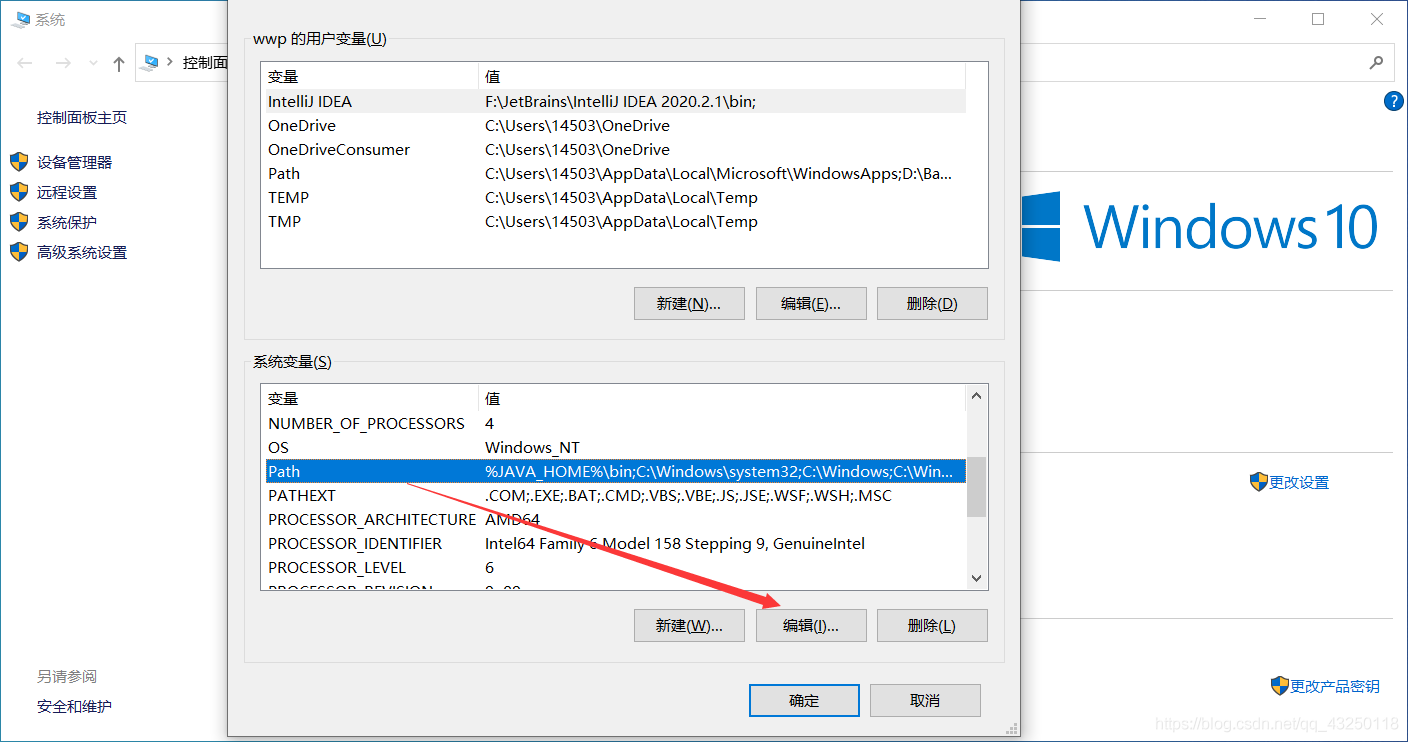 系统
控制面
控制面板主页
设备管理器
远程设置
系统保护
高级系统设置
另请参阅
安全和维护
wwp 的用户变量(U)
变量 值
IntelliJ IDEA F:\JetBrains\IntelliJ IDEA 2020.2.1\bin;
OneDrive C:\Users\14503\OneDrive
OneDriveConsumer C:\Users\14503\OneDrive
Path C:\Users\14503\AppData\Local\Microsoft\WindowsApps;D:\Ba...
TEMP C:\Users\14503\AppData\Local\Temp
TMP C:\Users\14503\AppData\Local\Temp
新建(N)... 编辑(E)... 删除(D)
系统变量(S)
变量 值
NUMBER_OF_PROCESSORS 4
OS Windows_NT
Path %JAVA_HOME%\bin;C:\Windows\system32;C:\Windows;C:\Win...
PATHEXT .COM;.EXE;.BAT;.CMD;.VBS;.VBE;.JS;.JSE;.WSF;.WSH;.MSC
PROCESSOR_ARCHITECTURE AMD64
PROCESSOR_IDENTIFIER Intel64 Family 6 Model 158 Stepping 9, GenuineIntel
PROCESSOR_LEVEL 6
PROCESSOR_REVISION
新建(W)... 编辑(I)... 删除(L)
确定 取消
?
Windows 10
更改设置
更改产品密钥
https://blog.csdn.net/qq_43250118